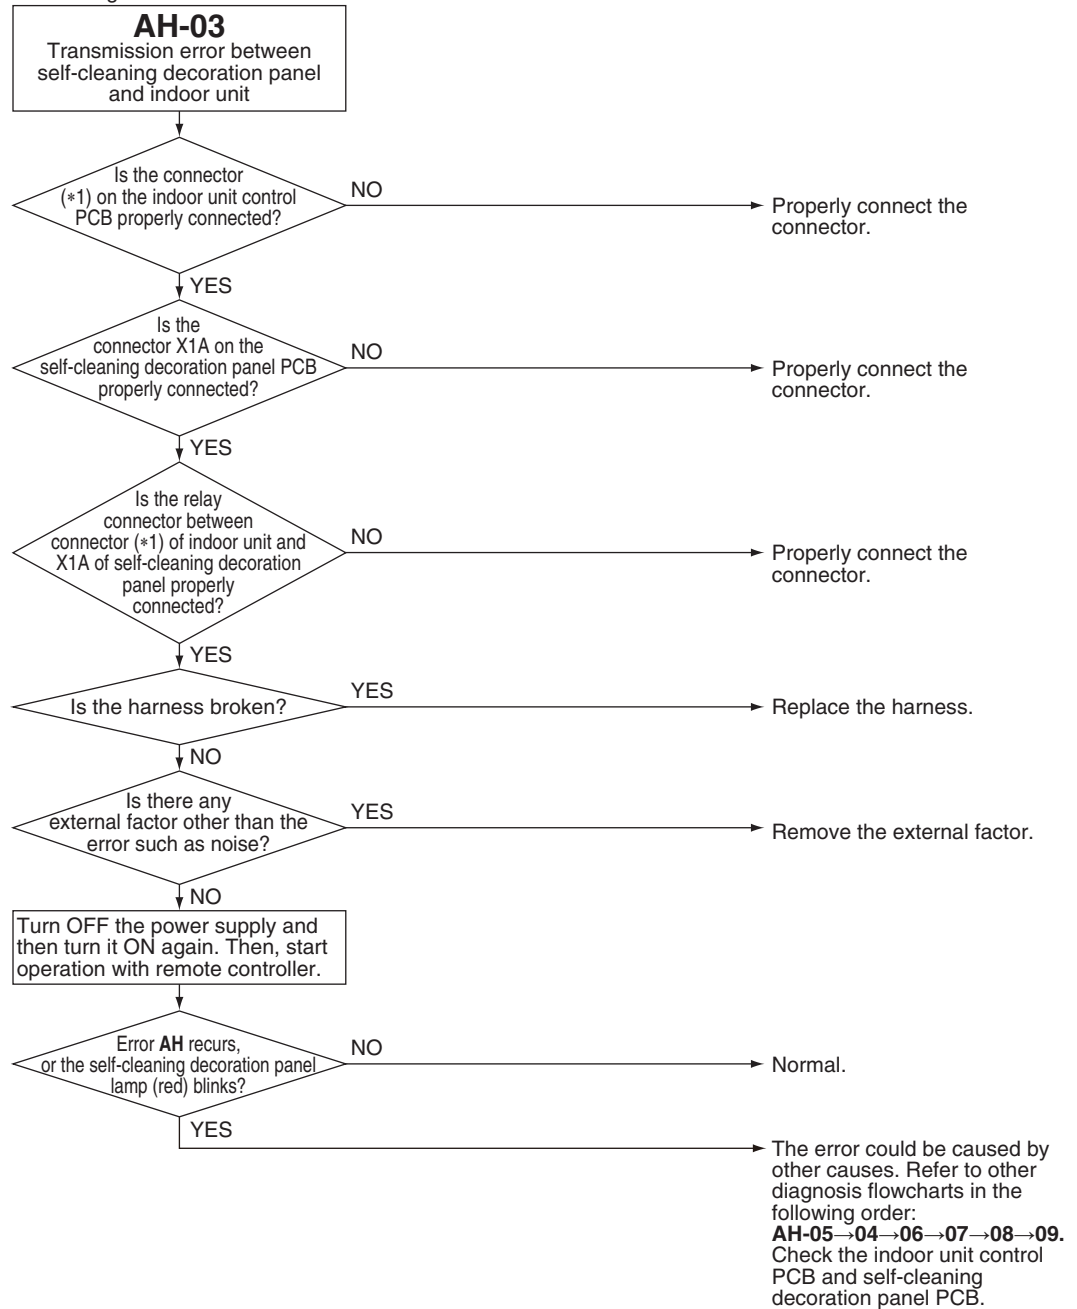 AH-03
Transmission error between
self-cleaning decoration panel
and indoor unit
Is the connector
(*1) on the indoor unit control
PCB properly connected?
NO
Properly connect the
connector.
YES
Is the
connector X1A on the
self-cleaning decoration panel PCB
properly connected?
NO
Properly connect the
connector.
YES
Is the relay
connector between
connector (*1) of indoor unit and
X1A of self-cleaning decoration
panel properly
connected?
NO
Properly connect the
connector.
YES
Is the harness broken?
YES
Replace the harness.
NO
Is there any
external factor other than the
error such as noise?
YES
Remove the external factor.
NO
Turn OFF the power supply and
then turn it ON again. Then, start
operation with remote controller.
Error AH recurs,
or the self-cleaning decoration panel
lamp (red) blinks?
NO
Normal.
YES
The error could be caused by
other causes. Refer to other
diagnosis flowcharts in the
following order:
AH-05→04→06→07→08→09.
Check the indoor unit control
PCB and self-cleaning
decoration panel PCB.